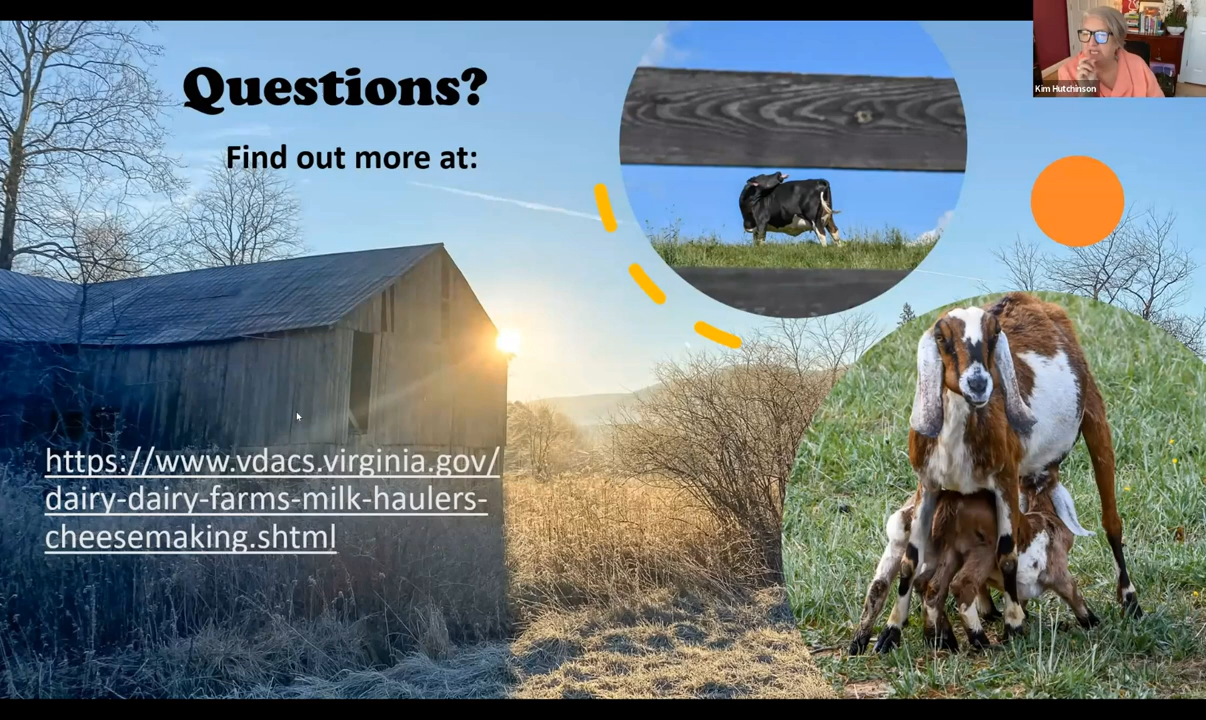 Questions?
Find out more at:
https://www.vdacs.virginia.gov/
dairy-dairy-farms-milk-haulers-
cheesemaking.shtml
Kim Hutchinson